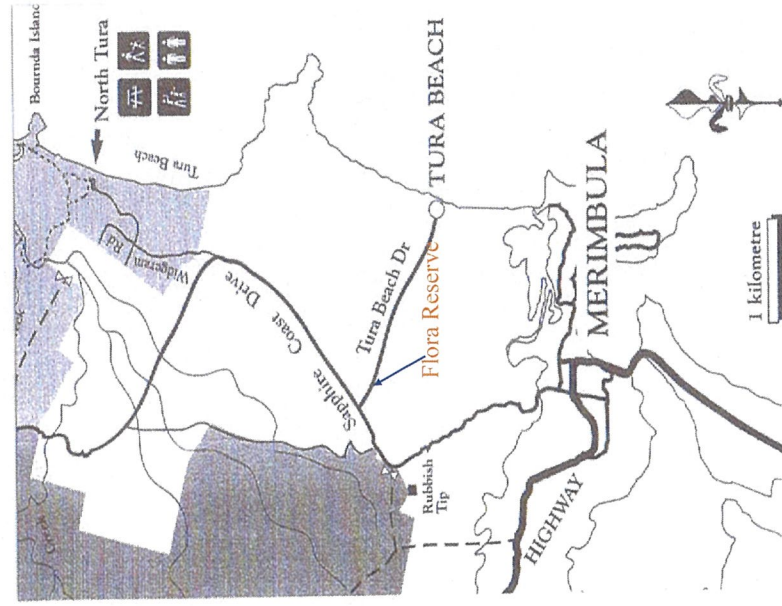 Bournda Island
North Tura
Tura Beach
Widgeram Rd
Sapphire Coast Drive
Tura Beach Dr
TURA BEACH
Flora Reserve
Rubbish
Tip
MERIMBULA
HIGHWAY
1 kilometre